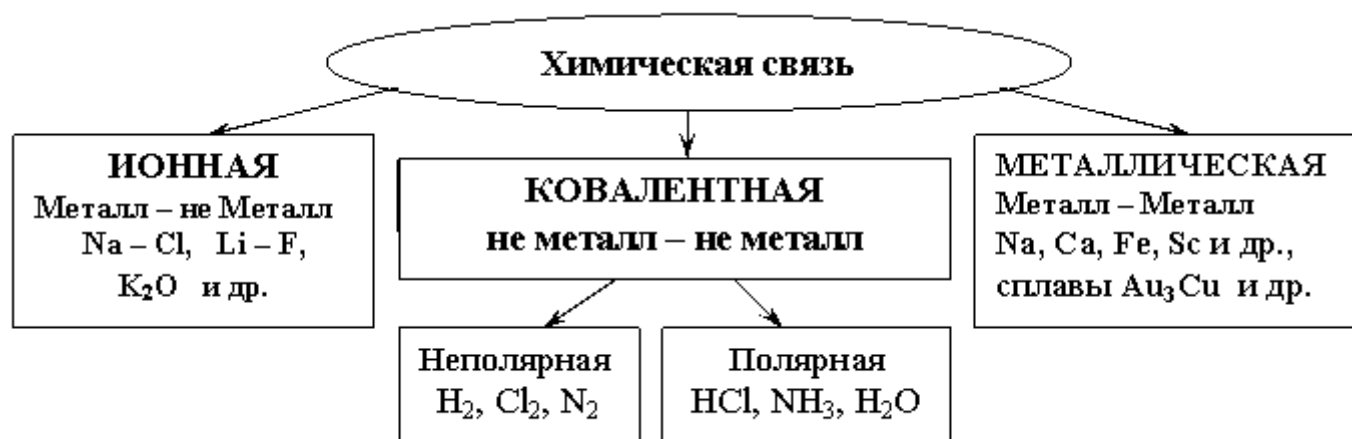 Химическая связь
ИОННАЯ
Металл – не Металл
Na – Cl, Li – F,
K₂O и др.
КОВАЛЕНТНАЯ
не металл – не металл
МЕТАЛЛИЧЕСКАЯ
Металл – Металл
Na, Ca, Fe, Sc и др.,
сплавы Au₃Cu и др.
Неполярная
H₂, Cl₂, N₂
Полярная
HCl, NH₃, H₂O